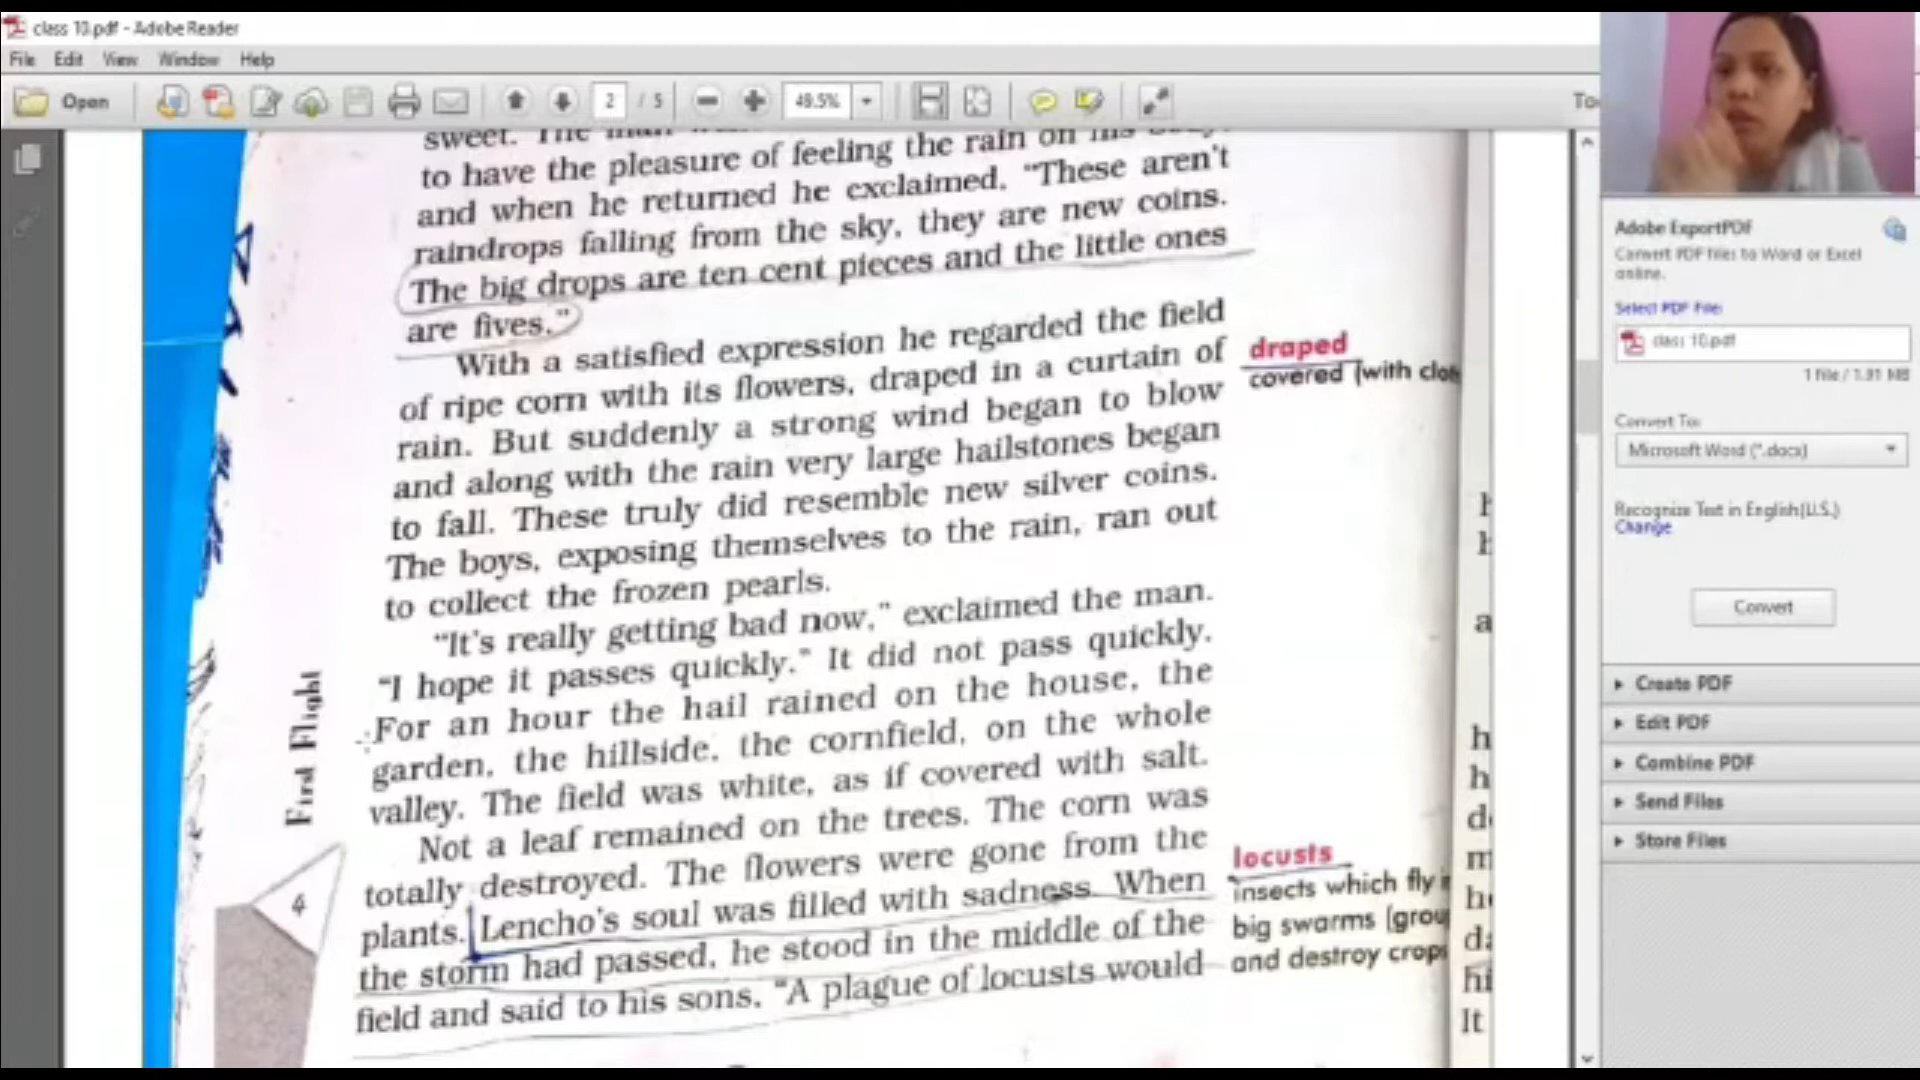 class 10.pdf - Adobe Reader
File Edit View Window Help
Open 2 / 5 49.5%
sweet. The man
to have the pleasure of feeling the rain on his body,
and when he returned he exclaimed, "These aren't
raindrops falling from the sky, they are new coins.
The big drops are ten cent pieces and the little ones
are fives."
With a satisfied expression he regarded the field
of ripe corn with its flowers, draped in a curtain of
rain. But suddenly a strong wind began to blow
and along with the rain very large hailstones began
to fall. These truly did resemble new silver coins.
The boys, exposing themselves to the rain, ran out
to collect the frozen pearls.
"It's really getting bad now," exclaimed the man.
"I hope it passes quickly." It did not pass quickly.
For an hour the hail rained on the house, the
garden, the hillside, the cornfield, on the whole
valley. The field was white, as if covered with salt.
Not a leaf remained on the trees. The corn was
totally destroyed. The flowers were gone from the
plants. Lencho's soul was filled with sadness. When
the storm had passed, he stood in the middle of the
field and said to his sons, "A plague of locusts would
draped
covered (with
locusts
insects which fly
big swarms
and destroy crops
First Flight
4
h
h
a
h
h
hi
It
Adobe ExportPDF
Convert PDF files to Word or Excel
online.
Select PDF File:
class 10.pdf
1 file / 1.91 MB
Convert To:
Microsoft Word (*.docx)
Recognize Text in English(U.S.)
Change
Convert
Create PDF
Edit PDF
Combine PDF
Send Files
Store Files